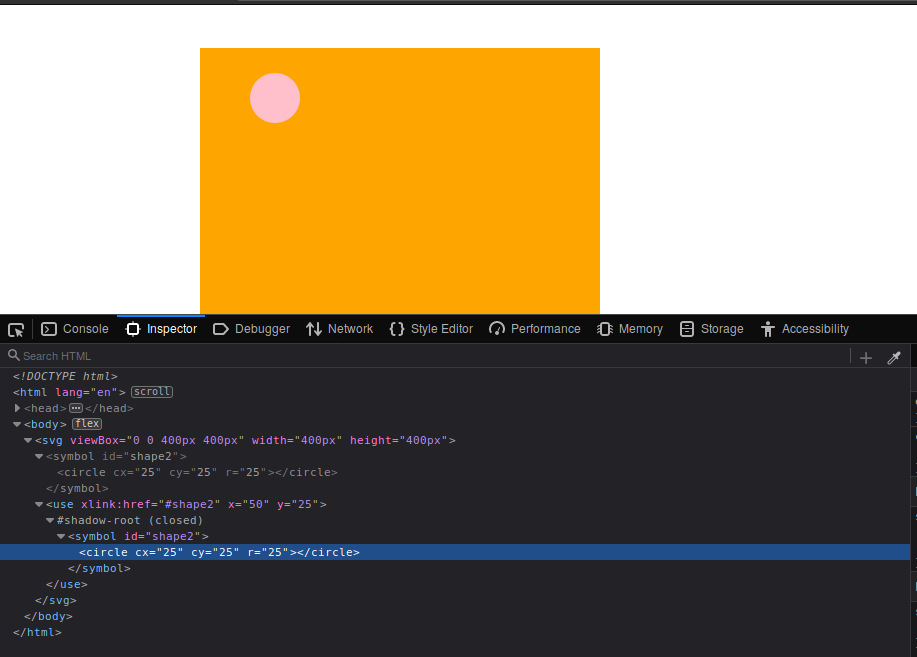 Console Inspector Debugger Network Style Editor Performance Memory Storage Accessibility
Search HTML
<!DOCTYPE html>
<html lang="en"> scroll
<head> ••• </head>
<body> flex
<svg viewBox="0 0 400px 400px" width="400px" height="400px">
<symbol id="shape2">
<circle cx="25" cy="25" r="25"></circle>
</symbol>
<use xlink:href="#shape2" x="50" y="25">
#shadow-root (closed)
<symbol id="shape2">
<circle cx="25" cy="25" r="25"></circle>
</symbol>
</use>
</svg>
</body>
</html>